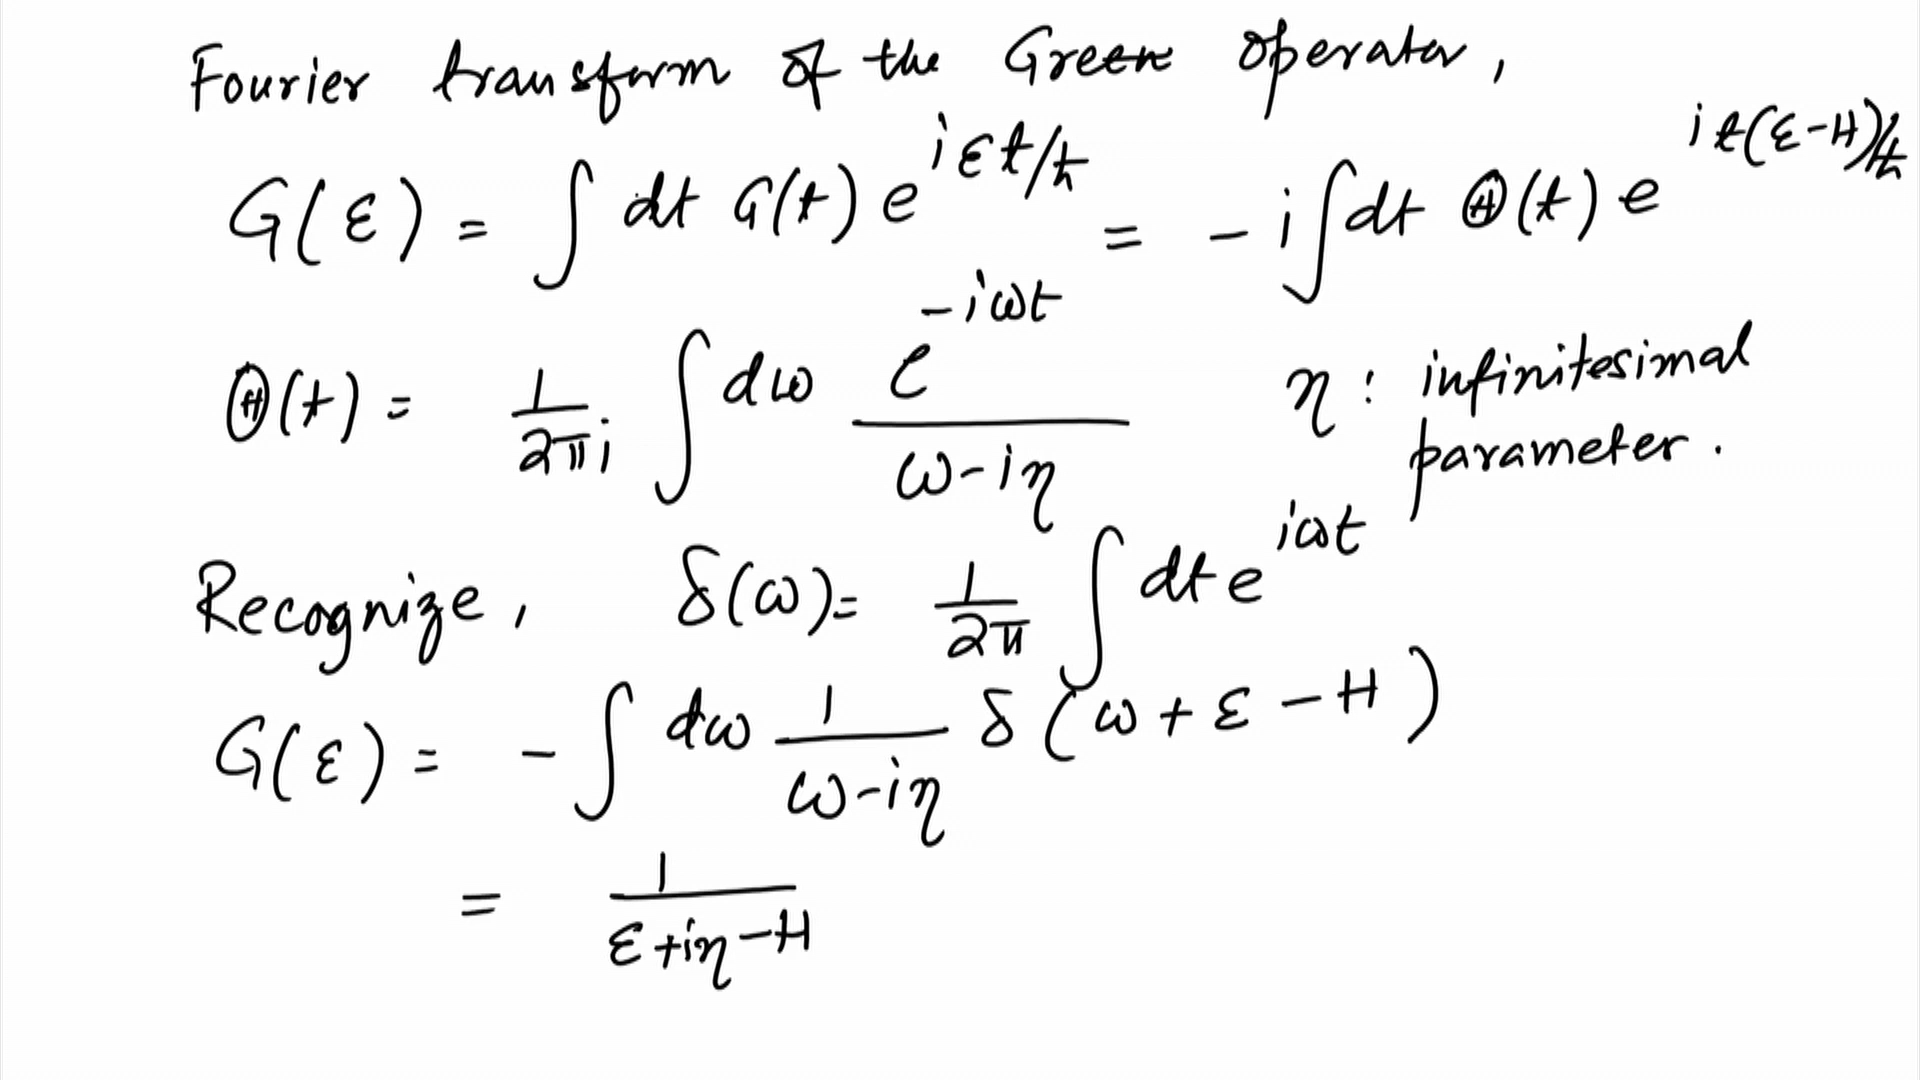 Fourier transform of the Green operator,
G(ε) = ∫ dt G(t) e^{iεt/ħ} = -i ∫ dt Θ(t) e^{it(ε-H)/ħ}
Θ(t) = 1/2πi ∫ dω e^{-iωt}/(ω-iη) η : infinitesimal parameter.
Recognize, δ(ω) = 1/2π ∫ dt e^{iωt}
G(ε) = - ∫ dω 1/(ω-iη) δ(ω+ε-H)
= 1/(ε+iη-H)